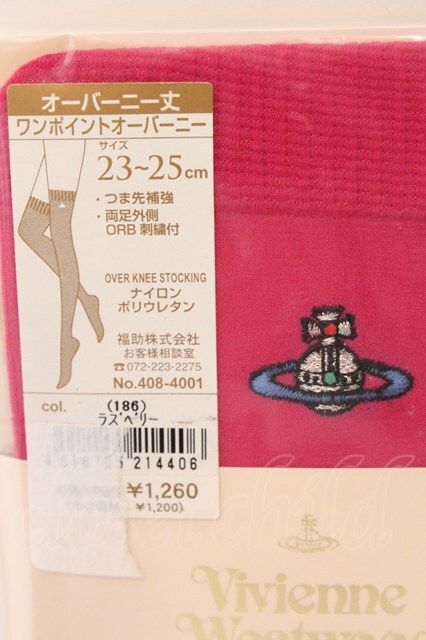 オーバーニー丈
ワンポイントオーバーニー
サイズ
23~25cm
・つま先補強
・両足外側
ORB 刺繍付
OVER KNEE STOCKING
ナイロン
ポリウレタン
福助株式会社
お客様相談室
☎072-223-2275
No.408-4001
col.
(186)
ラズベリー
214406
¥1,260
¥1,200)
Vivienne